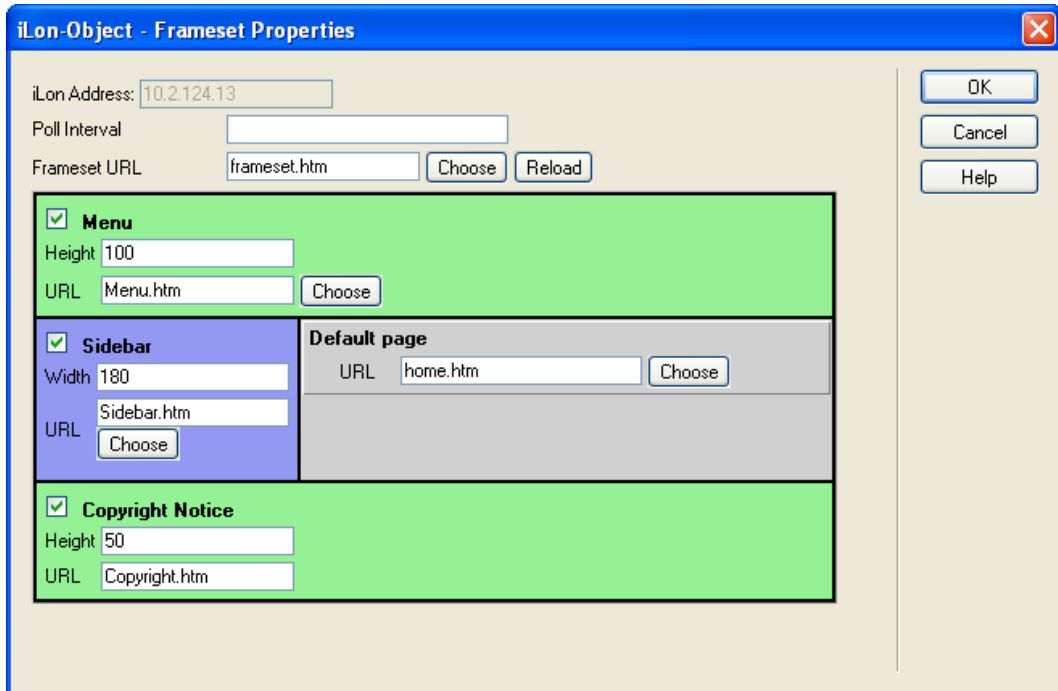 iLon-Object - Frameset Properties
iLon Address: 10.2.124.13
OK
Poll Interval
Cancel
Frameset URL frameset.htm Choose Reload
Help
Menu
Height 100
URL Menu.htm Choose
Sidebar
Width 180
URL Sidebar.htm
Choose
Default page
URL home.htm Choose
Copyright Notice
Height 50
URL Copyright.htm